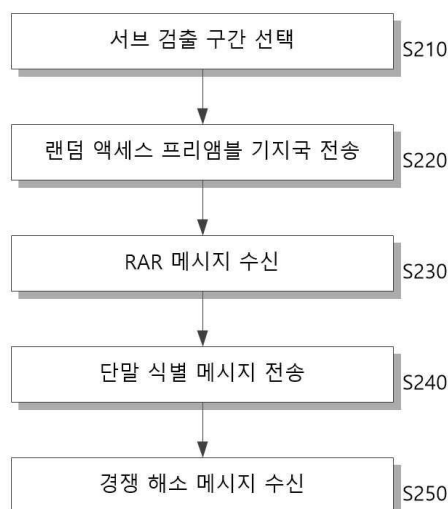 서브 검출 구간 선택
S210
랜덤 액세스 프리앰블 기지국 전송
S220
RAR 메시지 수신
S230
단말 식별 메시지 전송
S240
경쟁 해소 메시지 수신
S250